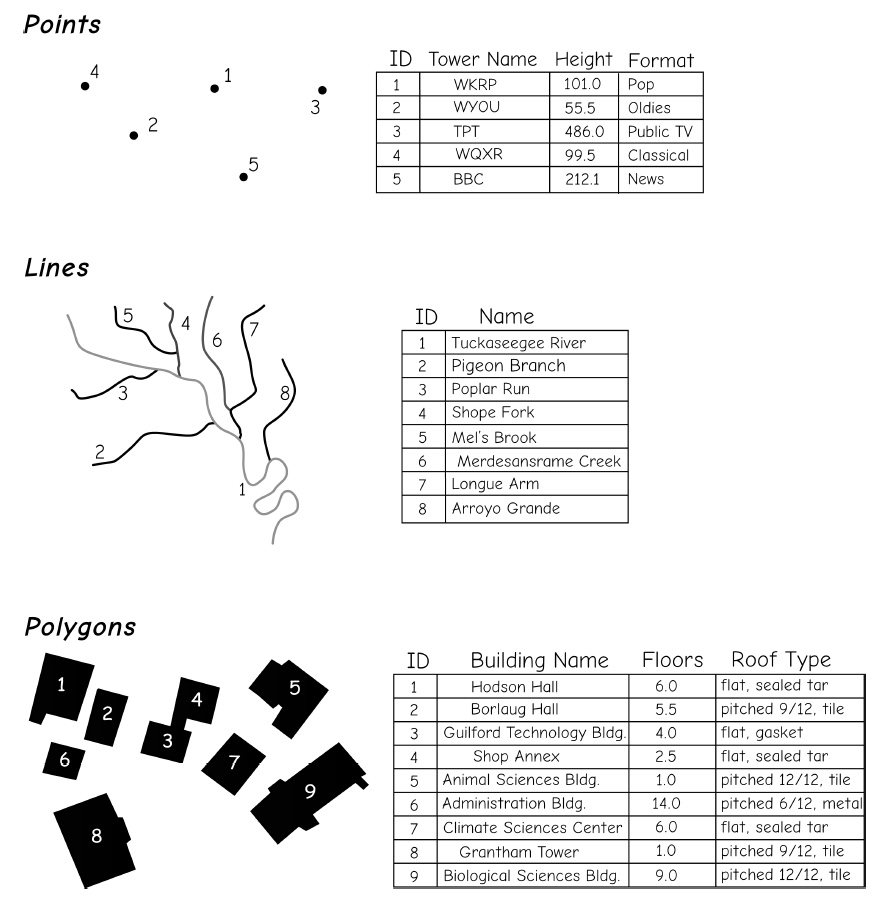 Points
4
1
3
2
5
ID Tower Name Height Format
1 WKRP 101.0 Pop
2 WYOU 55.5 Oldies
3 TPT 486.0 Public TV
4 WQXR 99.5 Classical
5 BBC 212.1 News
Lines
5
4
6
7
3
8
2
1
ID Name
1 Tuckaseegee River
2 Pigeon Branch
3 Poplar Run
4 Shope Fork
5 Mel's Brook
6 Merdesansrame Creek
7 Longue Arm
8 Arroyo Grande
Polygons
1
2
4
5
3
6
7
9
8
ID Building Name Floors Roof Type
1 Hodson Hall 6.0 flat, sealed tar
2 Borlaug Hall 5.5 pitched 9/12, tile
3 Guilford Technology Bldg. 4.0 flat, gasket
4 Shop Annex 2.5 flat, sealed tar
5 Animal Sciences Bldg. 1.0 pitched 12/12, tile
6 Administration Bldg. 14.0 pitched 6/12, metal
7 Climate Sciences Center 6.0 flat, sealed tar
8 Grantham Tower 1.0 pitched 9/12, tile
9 Biological Sciences Bldg. 9.0 pitched 12/12, tile